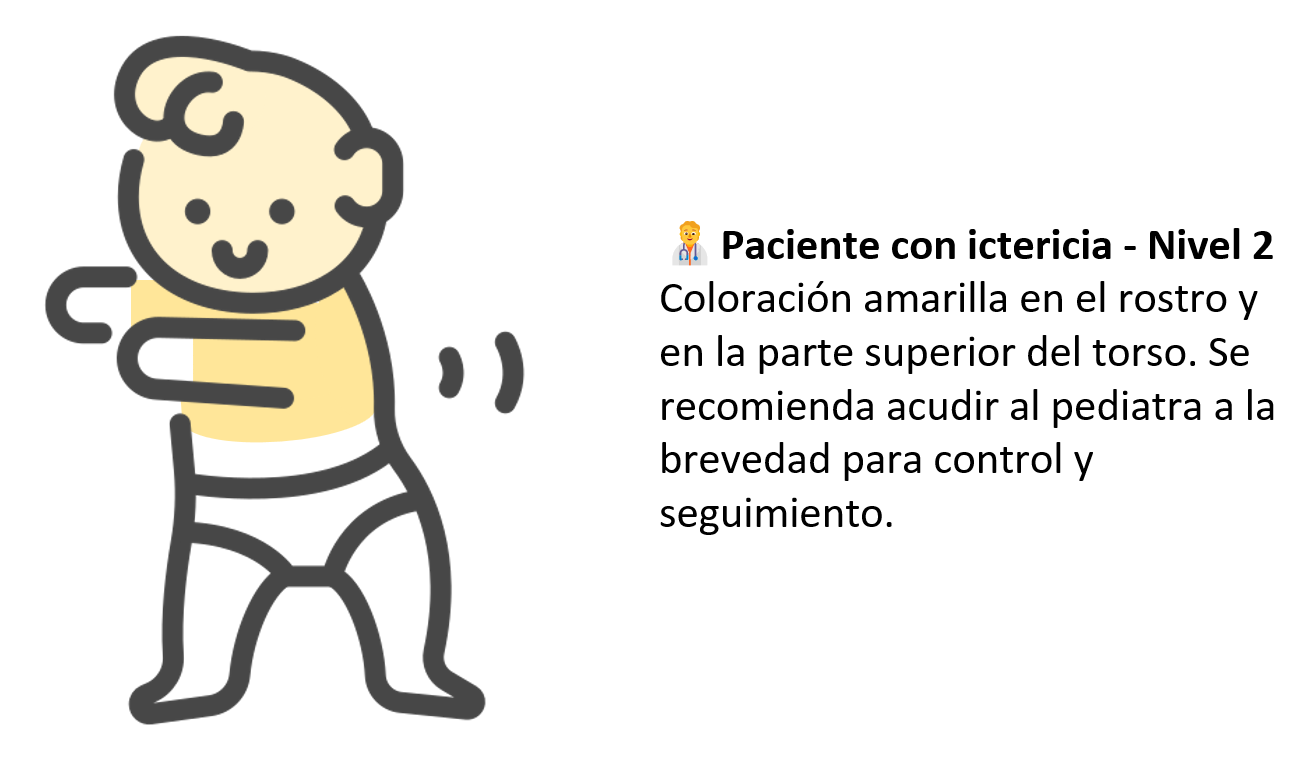 🧑‍⚕️ Paciente con ictericia - Nivel 2
Coloración amarilla en el rostro y
en la parte superior del torso. Se
recomienda acudir al pediatra a la
brevedad para control y
seguimiento.